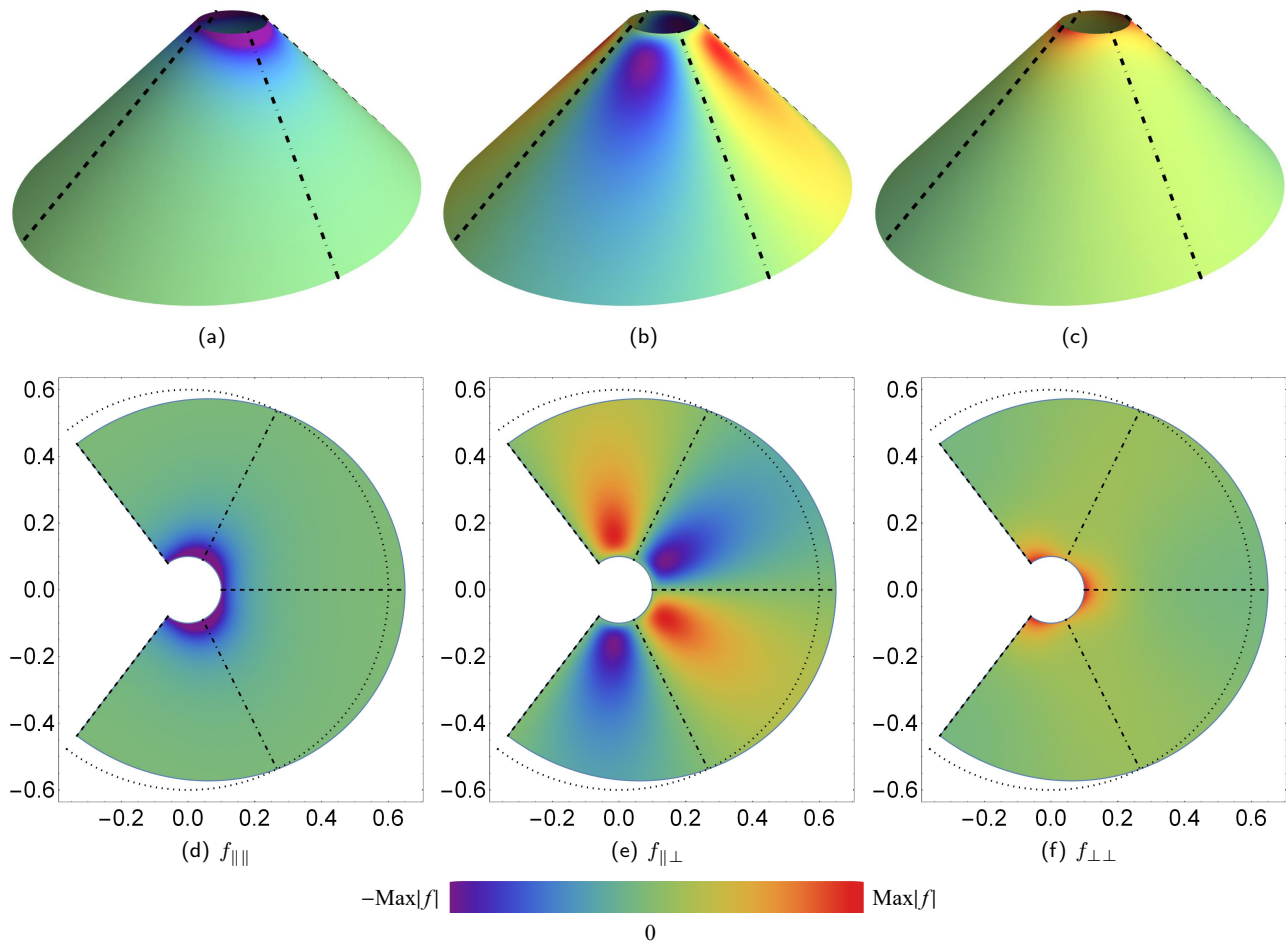 (a) (b) (c)
0.6 0.6 0.6
0.4 0.4 0.4
0.2 0.2 0.2
0.0 0.0 0.0
−0.2 −0.2 −0.2
−0.4 −0.4 −0.4
−0.6 −0.6 −0.6
−0.2 0.0 0.2 0.4 0.6 −0.2 0.0 0.2 0.4 0.6 −0.2 0.0 0.2 0.4 0.6
(d) f∥∥ (e) f∥⊥ (f) f⊥⊥
−Max|f| Max|f|
0